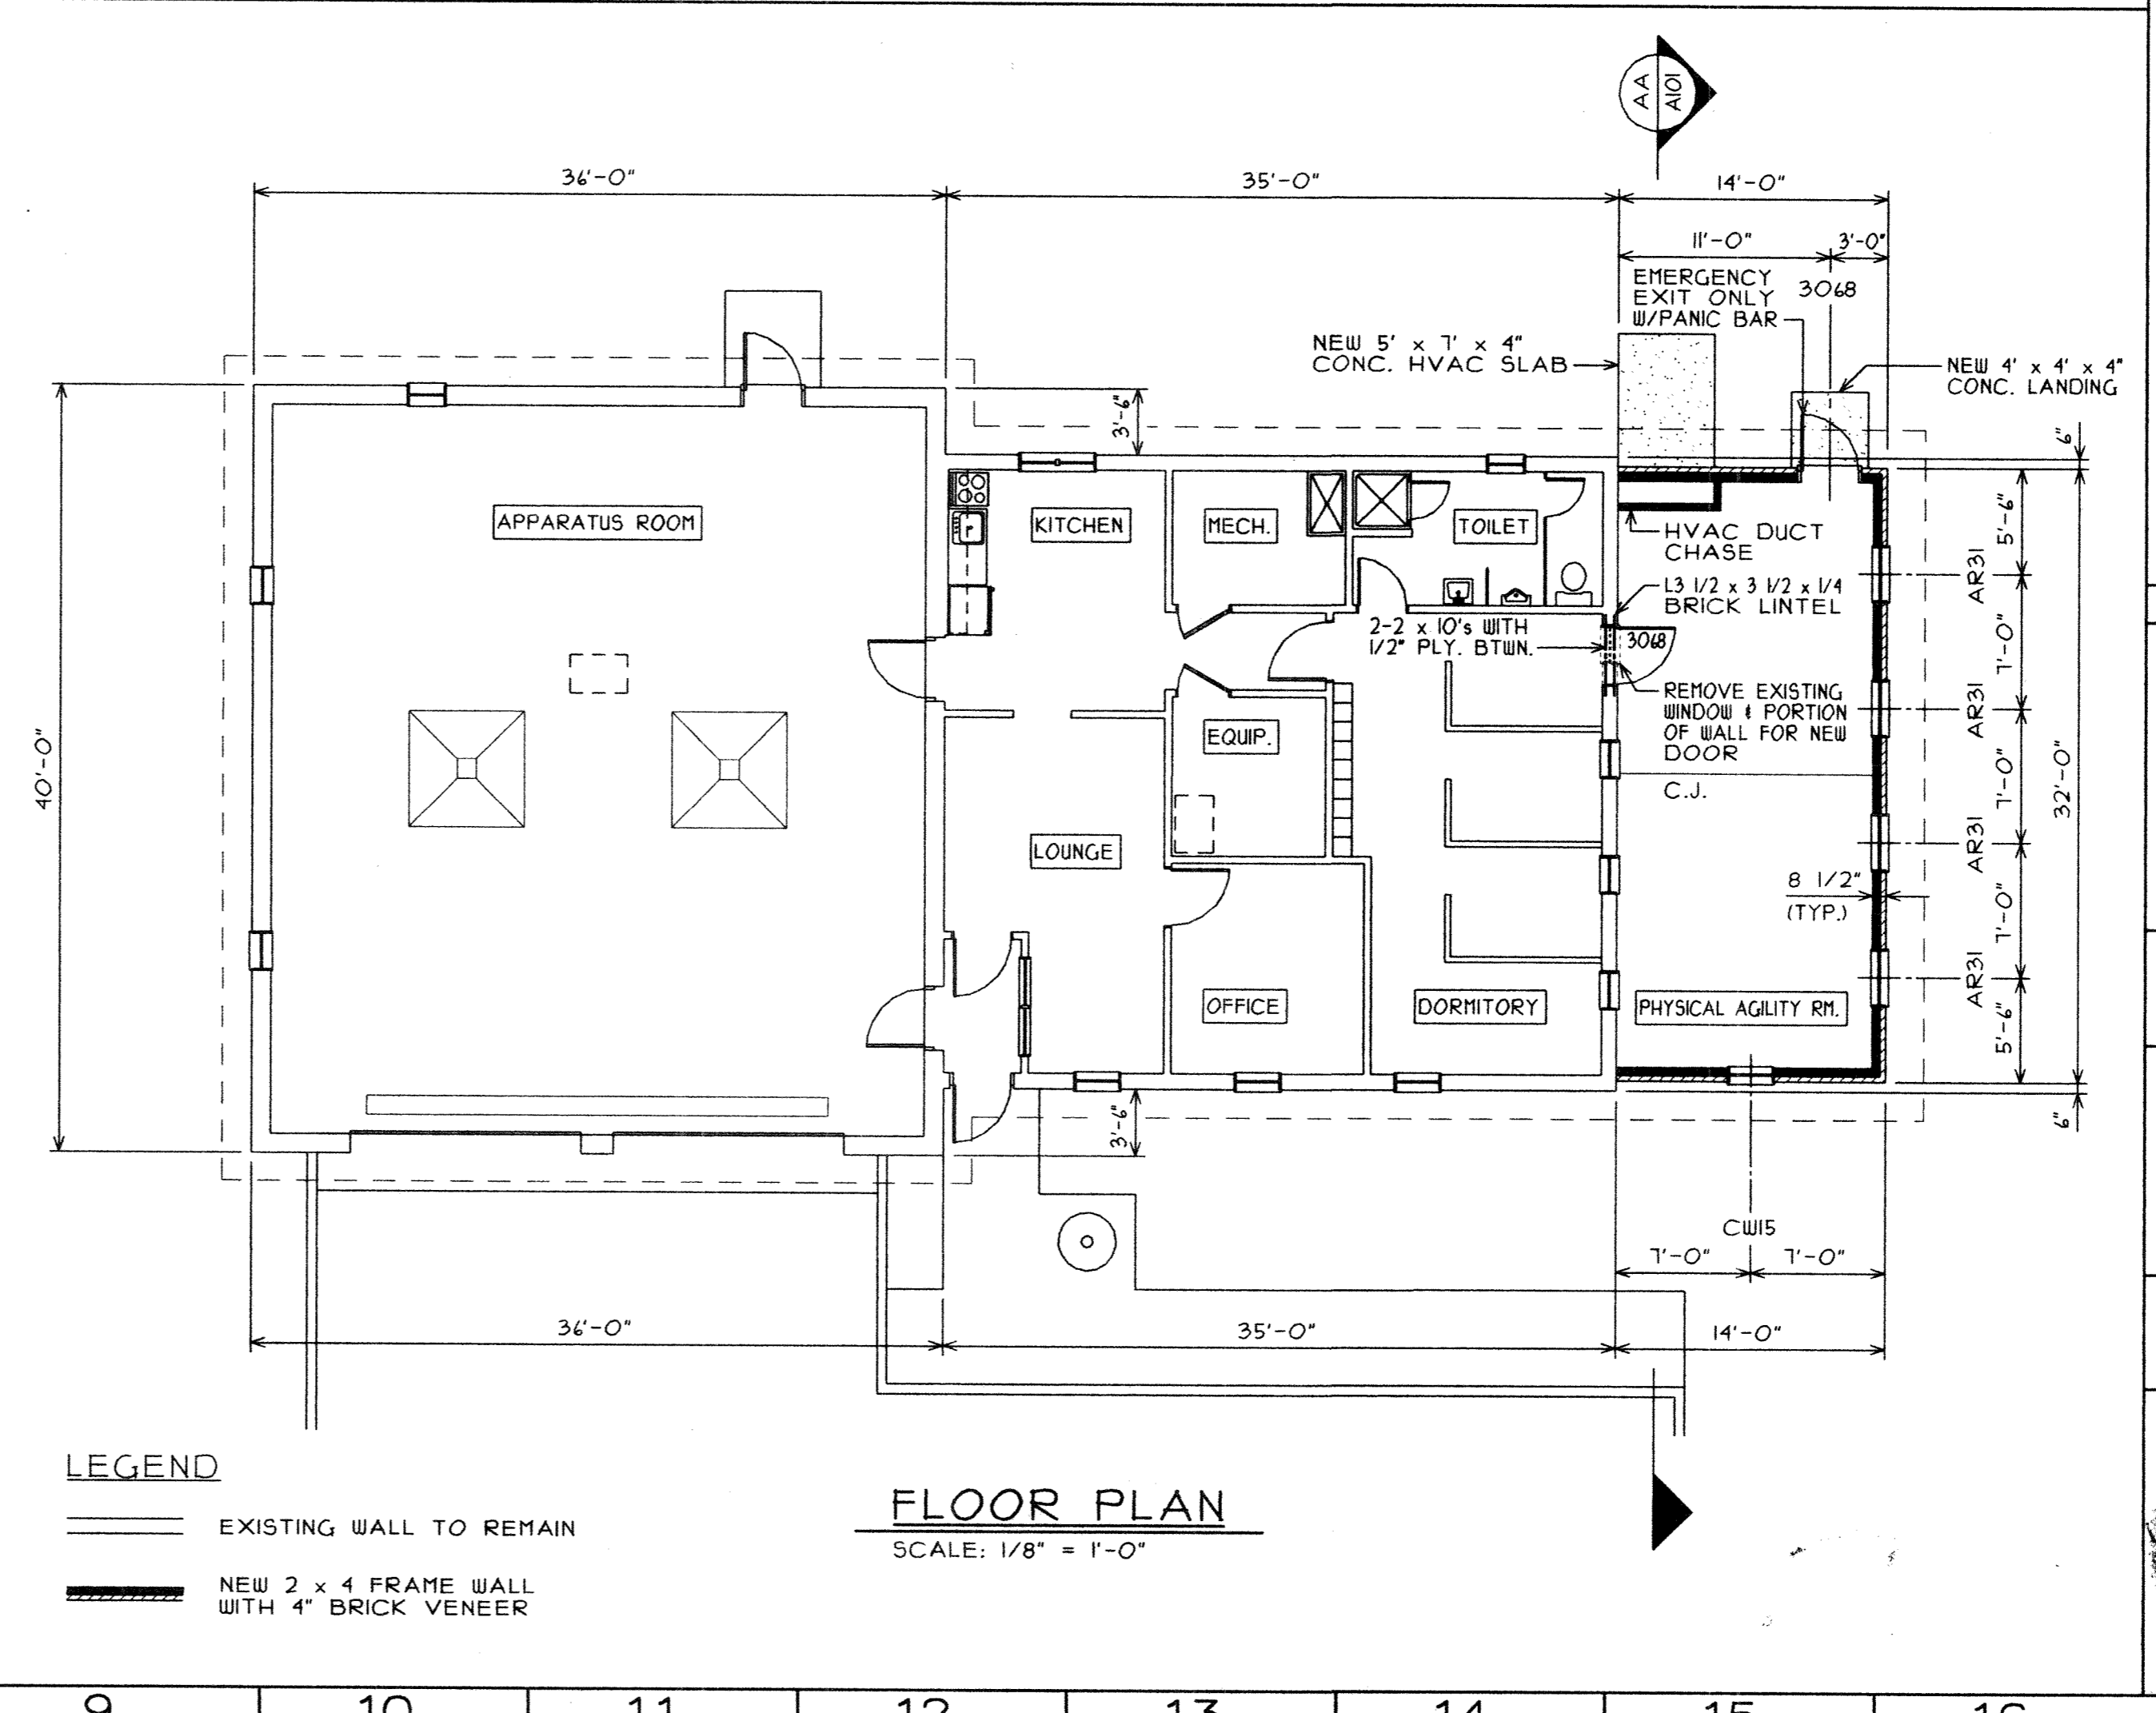 AA
A101
36'-0"
35'-0"
14'-0"
11'-0"
3'-0"
EMERGENCY
EXIT ONLY
W/PANIC BAR
3068
NEW 5' x 7' x 4"
CONC. HVAC SLAB
NEW 4' x 4' x 4"
CONC. LANDING
3'-6"
6"
APPARATUS ROOM
KITCHEN
MECH.
TOILET
HVAC DUCT
CHASE
5'-6"
AR31
L3 1/2 x 3 1/2 x 1/4
BRICK LINTEL
2-2 x 10's WITH
1/2" PLY. BTWN.
3068
7'-0"
REMOVE EXISTING
WINDOW & PORTION
OF WALL FOR NEW
DOOR
AR31
EQUIP.
40'-0"
C.J.
7'-0"
32'-0"
LOUNGE
AR31
8 1/2"
(TYP.)
7'-0"
AR31
OFFICE
DORMITORY
PHYSICAL AGILITY RM.
5'-6"
3'-6"
6"
CW15
7'-0"
7'-0"
36'-0"
35'-0"
14'-0"
LEGEND
EXISTING WALL TO REMAIN
NEW 2 x 4 FRAME WALL
WITH 4" BRICK VENEER
FLOOR PLAN
SCALE: 1/8" = 1'-0"
9 10 11 12 13 14 15 16